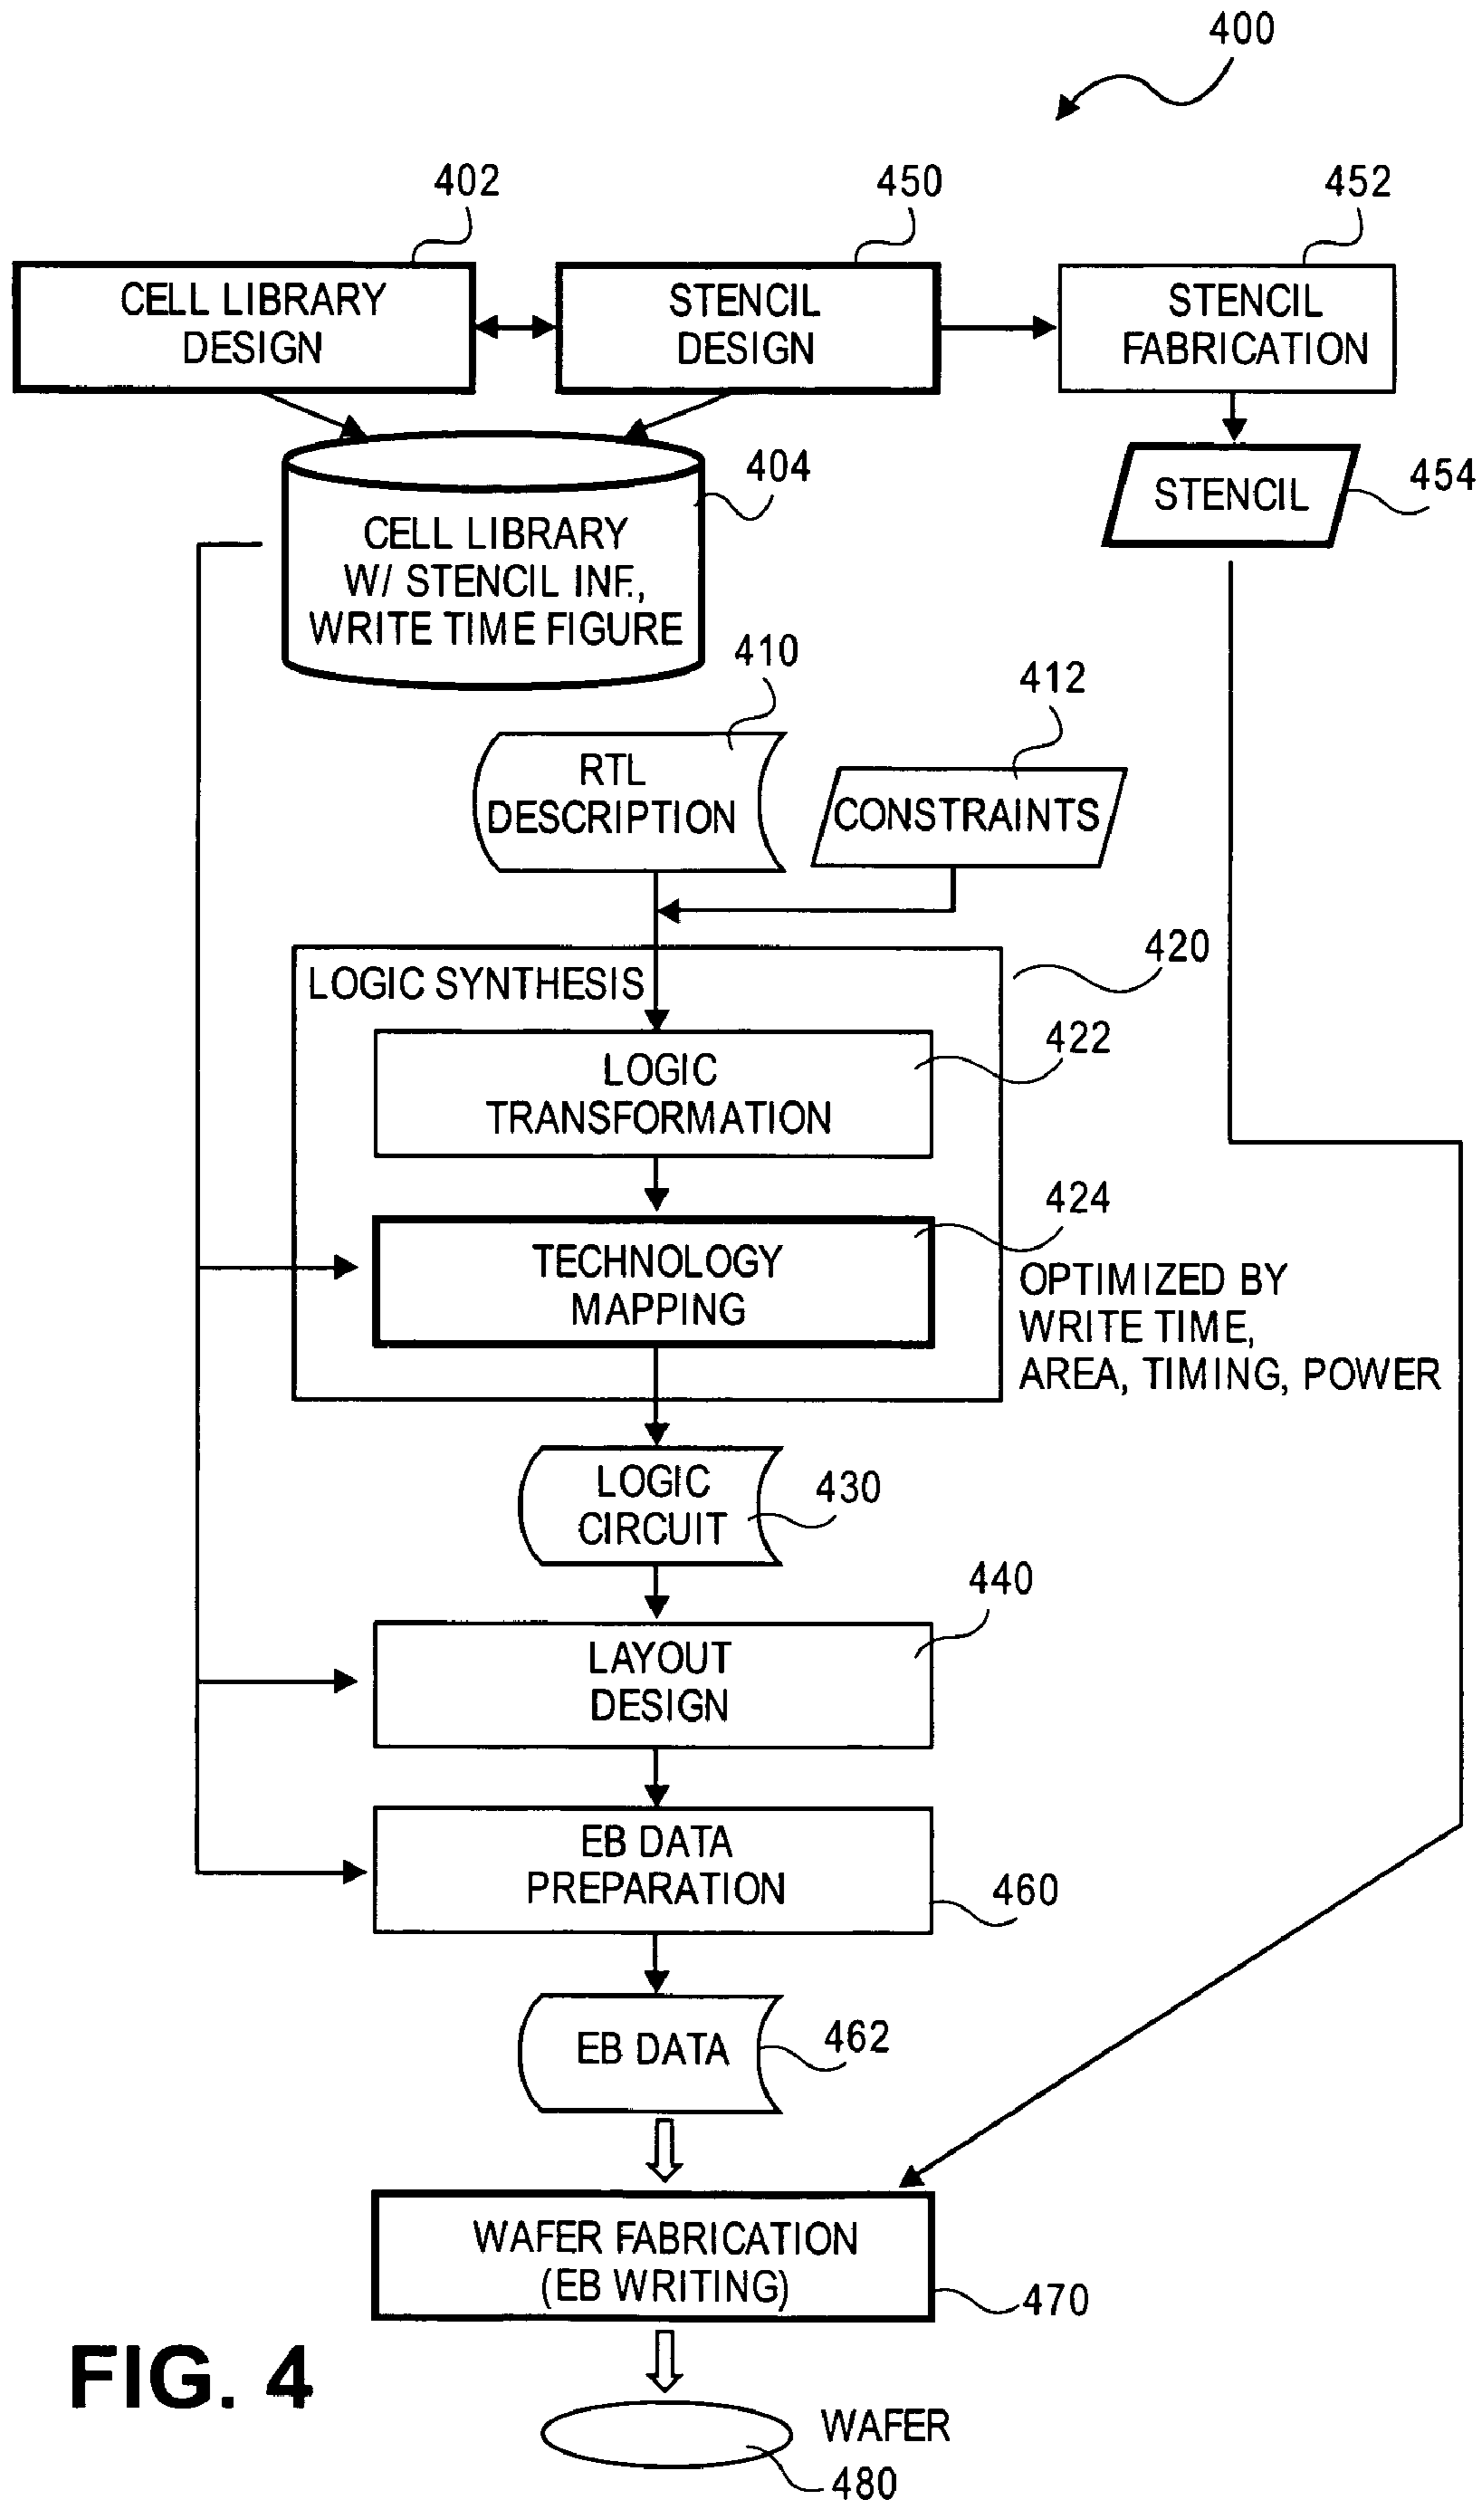 400
402
450
452
CELL LIBRARY
DESIGN
STENCIL
DESIGN
STENCIL
FABRICATION
404
STENCIL
454
CELL LIBRARY
W/ STENCIL INF.,
WRITE TIME FIGURE
410
412
RTL
DESCRIPTION
CONSTRAINTS
420
LOGIC SYNTHESIS
422
LOGIC
TRANSFORMATION
424
TECHNOLOGY
MAPPING
OPTIMIZED BY
WRITE TIME,
AREA, TIMING, POWER
LOGIC
CIRCUIT
430
440
LAYOUT
DESIGN
EB DATA
PREPARATION
460
EB DATA
462
WAFER FABRICATION
(EB WRITING)
470
FIG. 4
WAFER
480